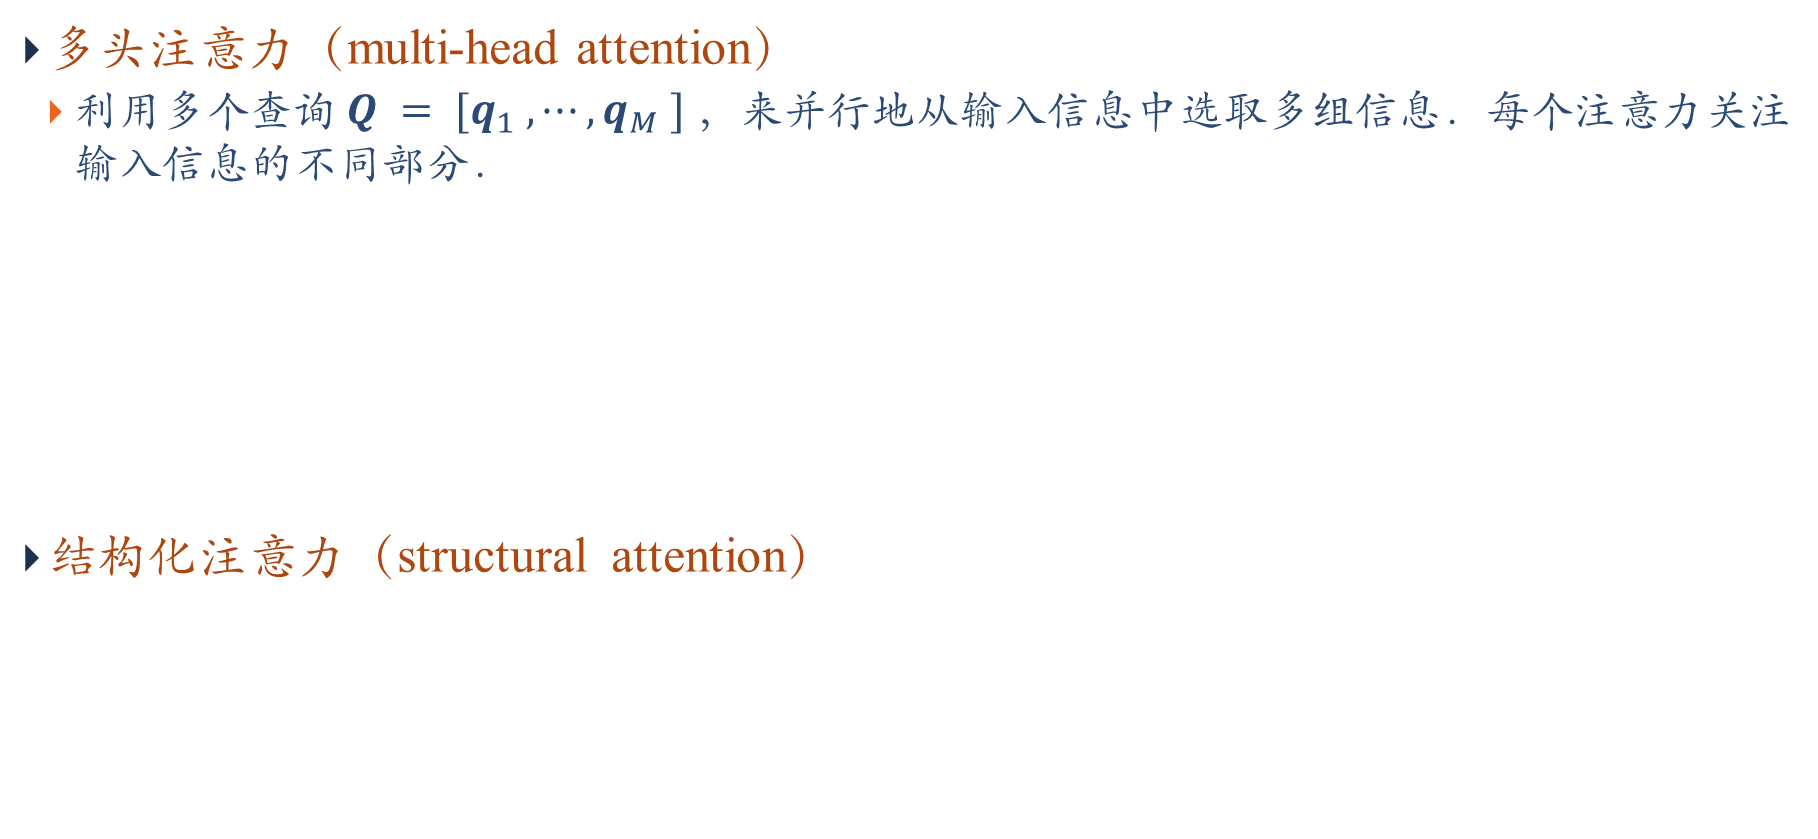 多头注意力（multi-head attention）
利用多个查询 Q = [q1 ,⋯, qM ] ，来并行地从输入信息中选取多组信息．每个注意力关注
输入信息的不同部分．
结构化注意力（structural attention）